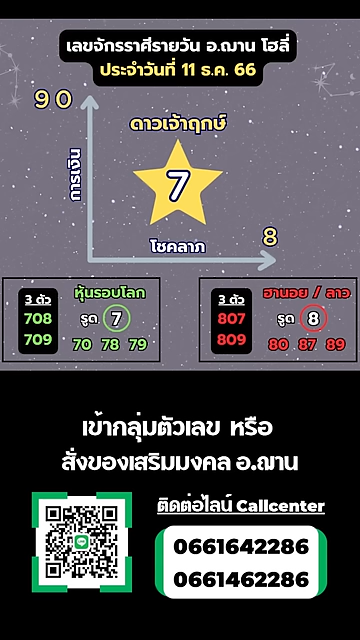 เลขจักรราศีรายวัน อ.ฌาน โฮลี่
ประจำวันที่ 11 ธ.ค. 66
9 0
ดาวเจ้าฤกษ์
การเงิน
7
โชคลาภ
8
3 ตัว
708
709
หุ้นรอบโลก
รูด 7
70 78 79
3 ตัว
807
809
ฮานอย / ลาว
รูด 8
80 87 89
เข้ากลุ่มตัวเลข หรือ
สั่งของเสริมมงคล อ.ฌาน
ติดต่อไลน์ Callcenter
0661642286
0661462286